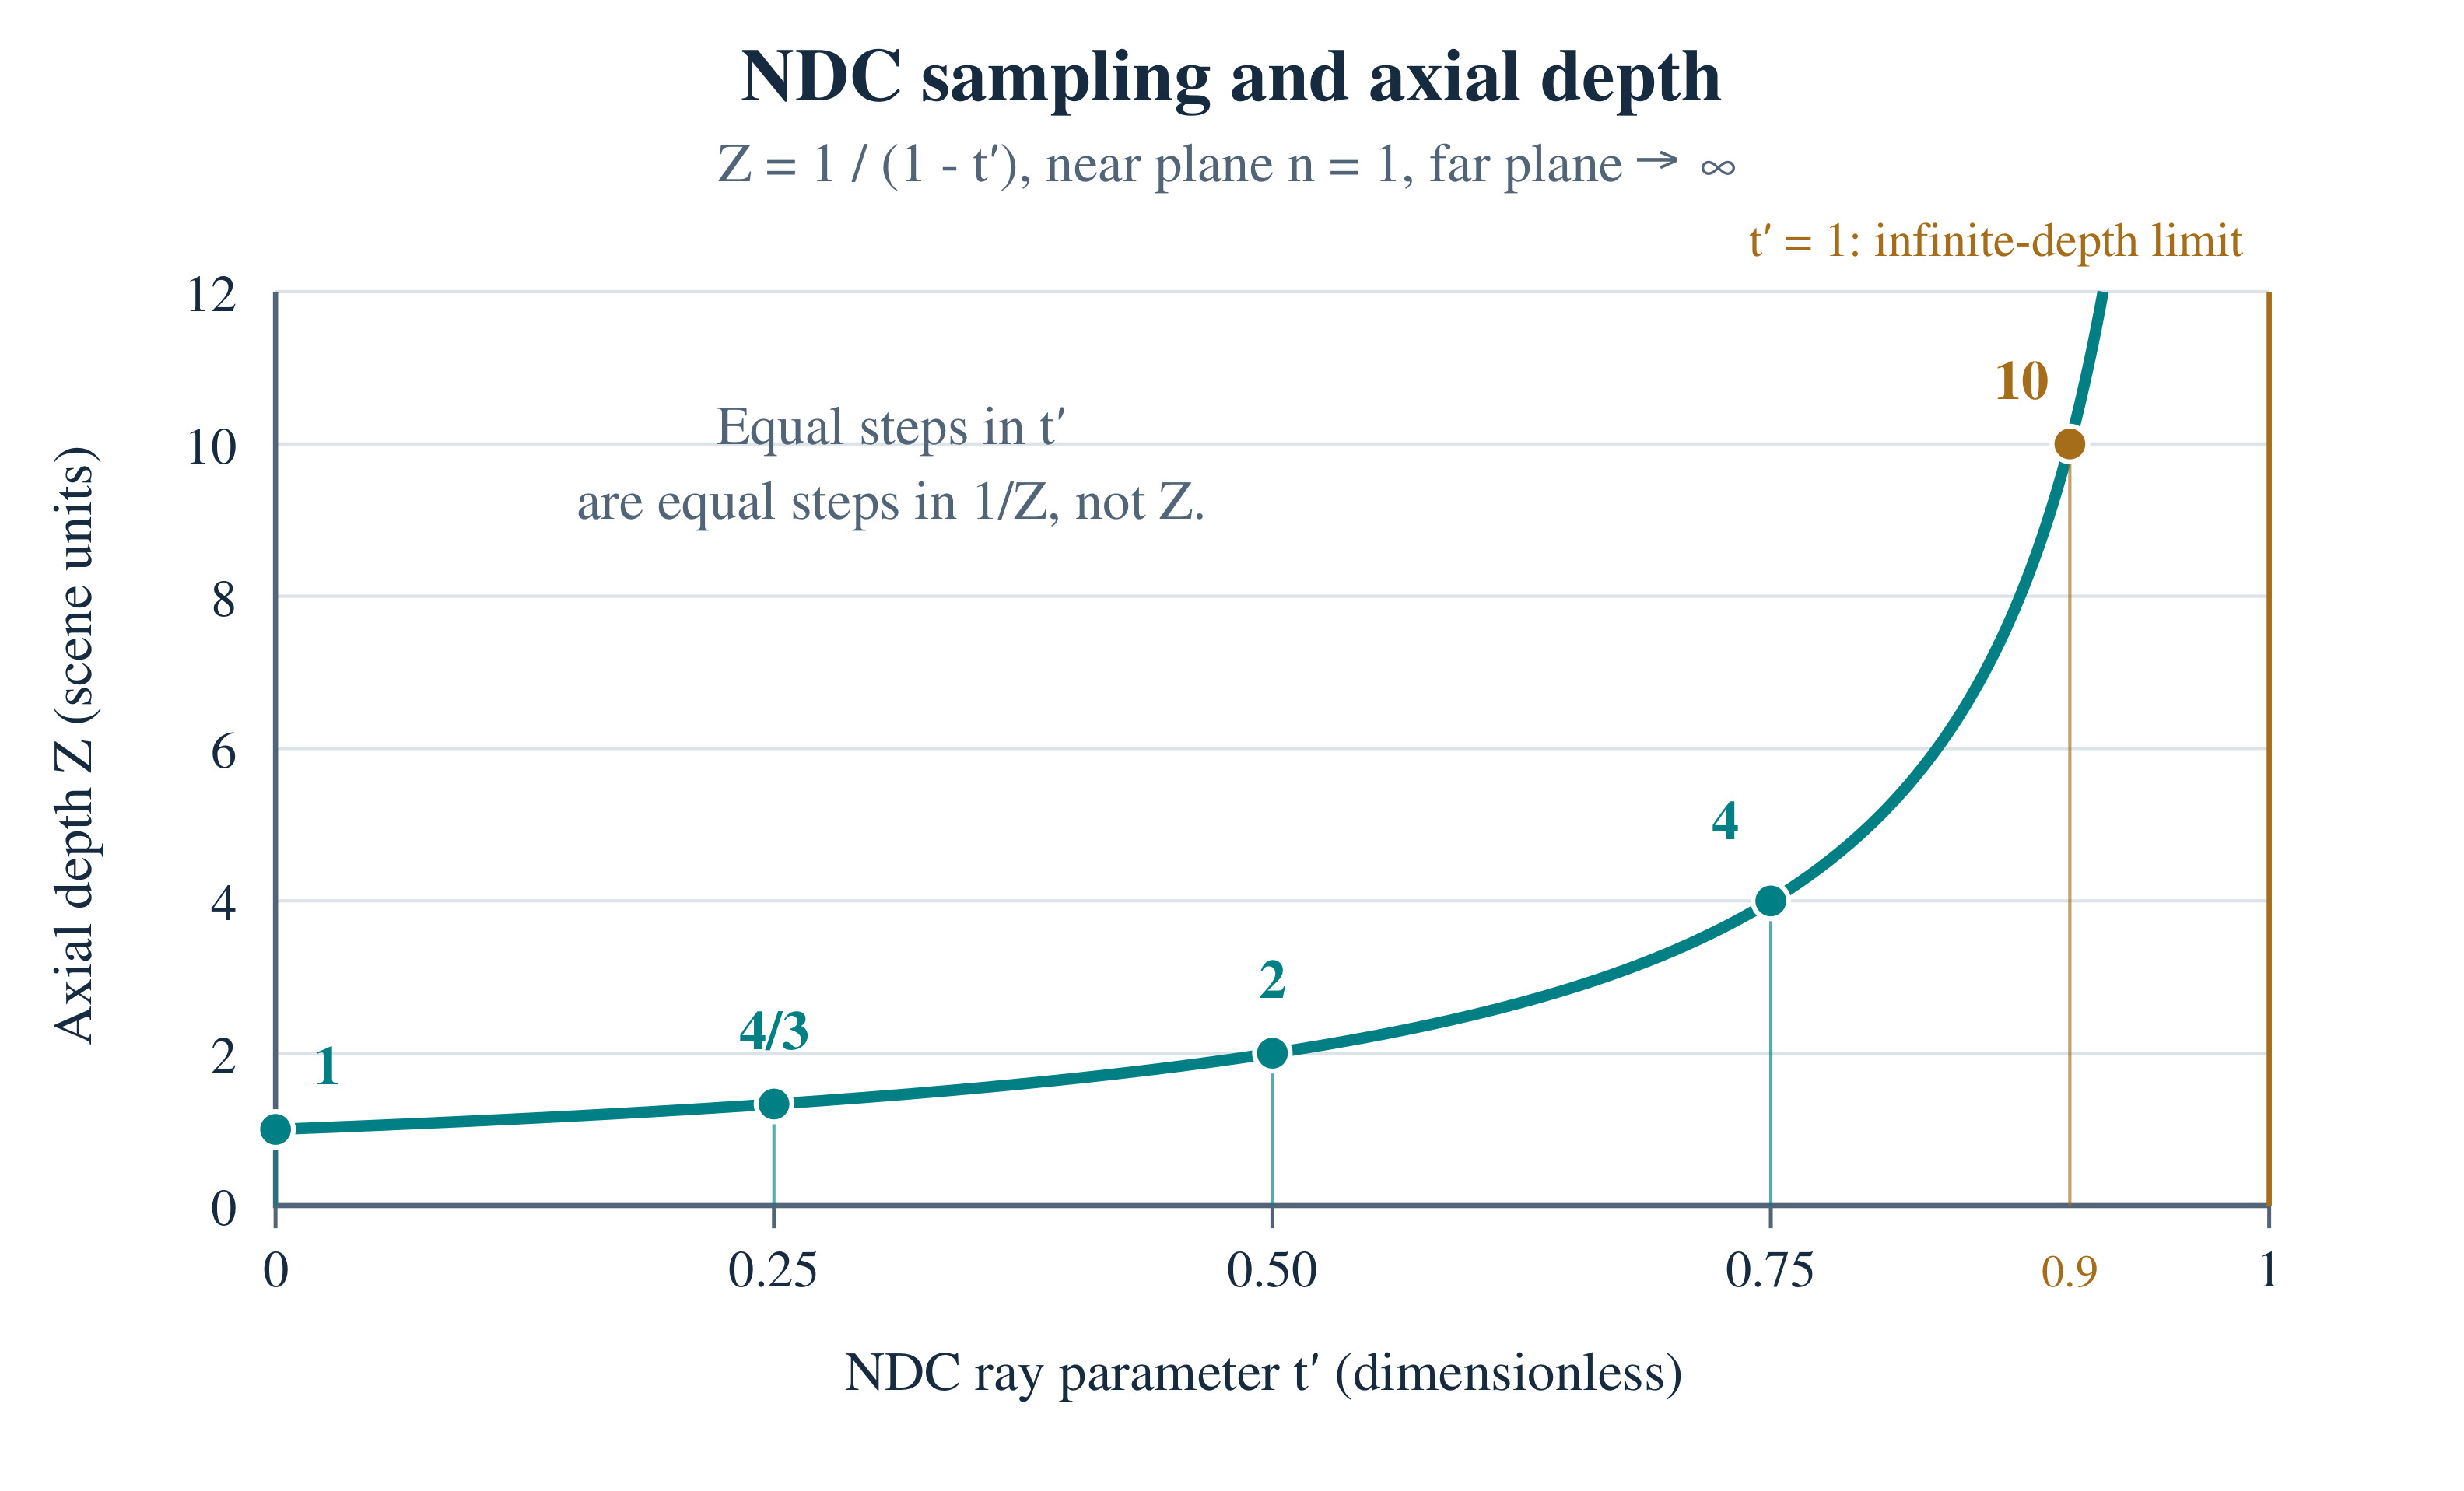 NDC sampling and axial depth
Z = 1 / (1 - t′), near plane n = 1, far plane → ∞
t′ = 1: infinite-depth limit
12
10
8
6
4
2
0
Axial depth Z (scene units)
Equal steps in t′
are equal steps in 1/Z, not Z.
1
4/3
2
4
10
0
0.25
0.50
0.75
0.9
1
NDC ray parameter t′ (dimensionless)